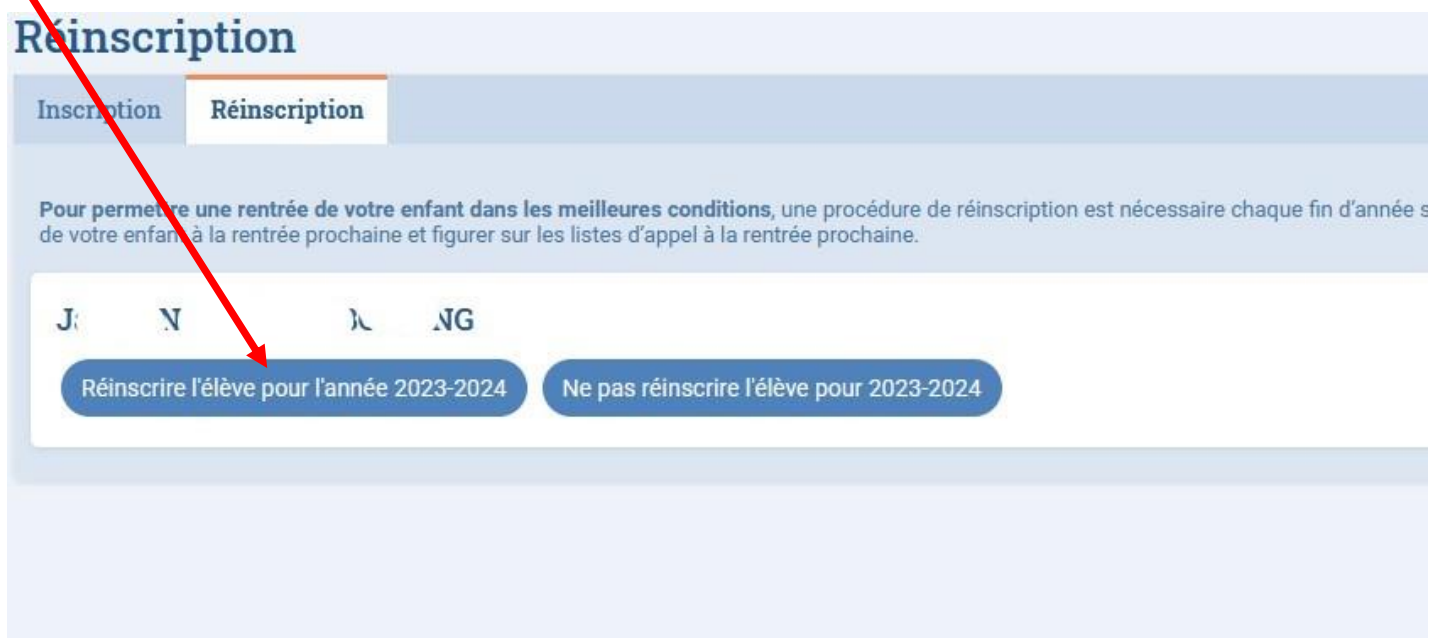 Réinscription
Inscription Réinscription
Pour permettre une rentrée de votre enfant dans les meilleures conditions, une procédure de réinscription est nécessaire chaque fin d'année s
de votre enfant à la rentrée prochaine et figurer sur les listes d'appel à la rentrée prochaine.
Réinscrire l'élève pour l'année 2023-2024 Ne pas réinscrire l'élève pour 2023-2024